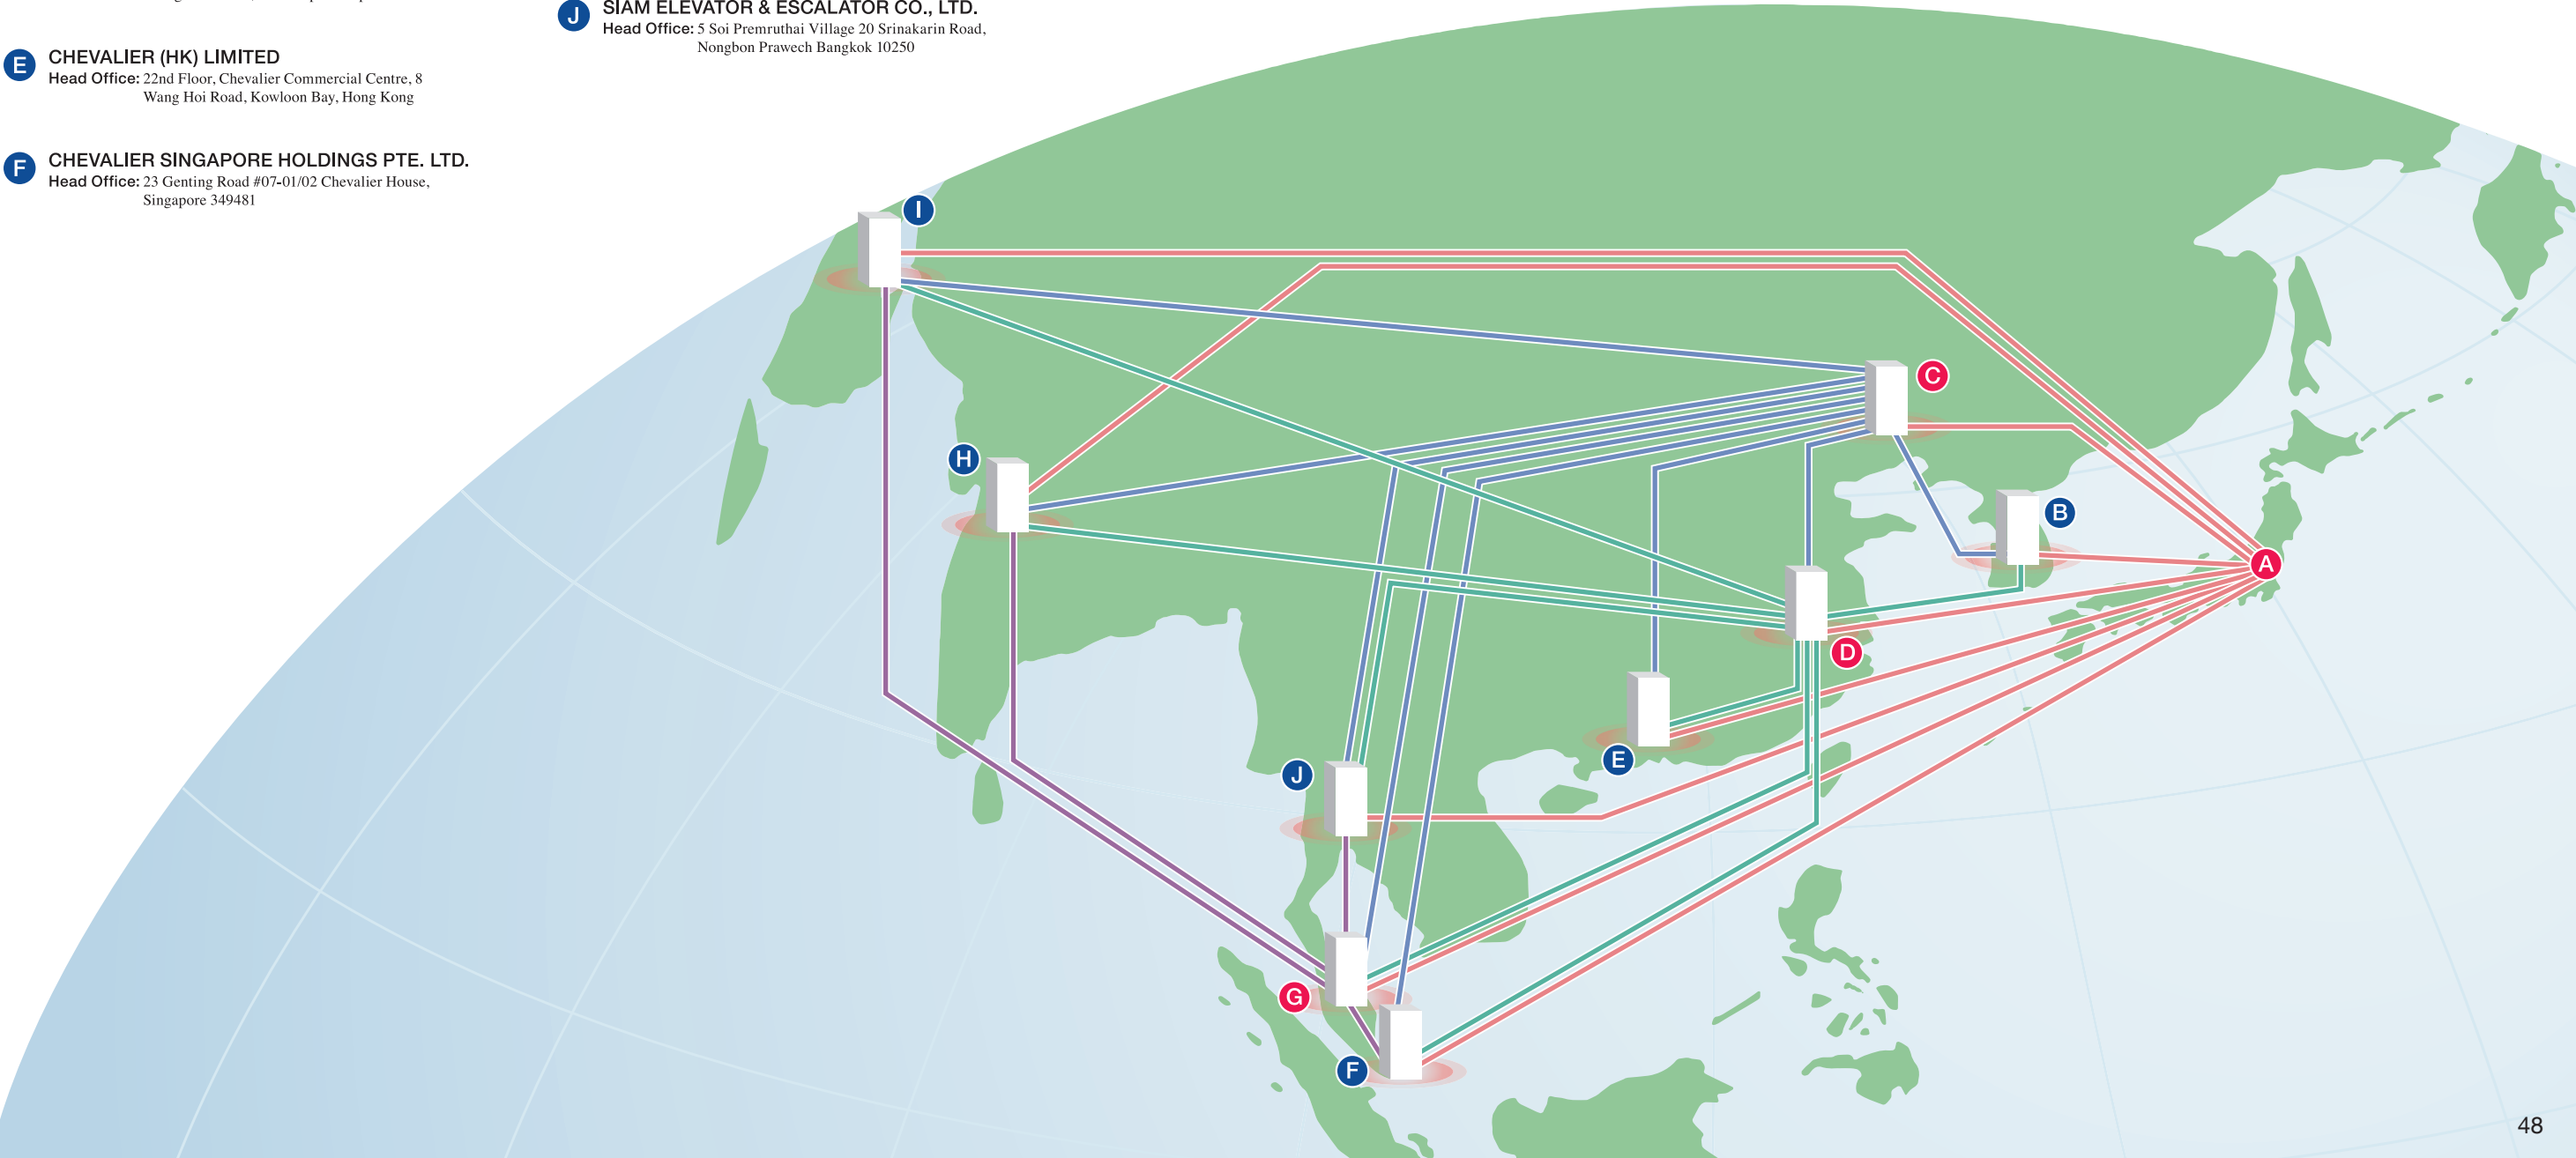 E CHEVALIER (HK) LIMITED
Head Office: 22nd Floor, Chevalier Commercial Centre, 8
Wang Hoi Road, Kowloon Bay, Hong Kong
F CHEVALIER SINGAPORE HOLDINGS PTE. LTD.
Head Office: 23 Genting Road #07-01/02 Chevalier House,
Singapore 349481
J SIAM ELEVATOR & ESCALATOR CO., LTD.
Head Office: 5 Soi Premruthai Village 20 Srinakarin Road,
Nongbon Prawech Bangkok 10250
I
C
H
B
A
D
E
J
G
F
48